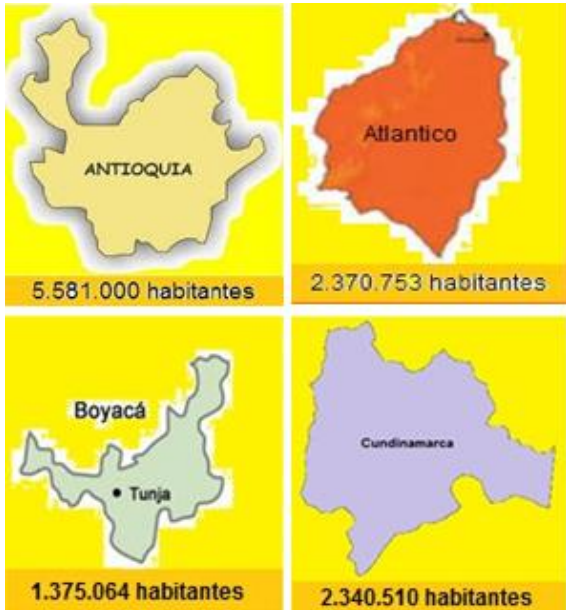 ANTIOQUIA
5.581.000 habitantes
Atlantico
2.370.753 habitantes
Boyacá
Tunja
1.375.064 habitantes
Cundinamarca
2.340.510 habitantes